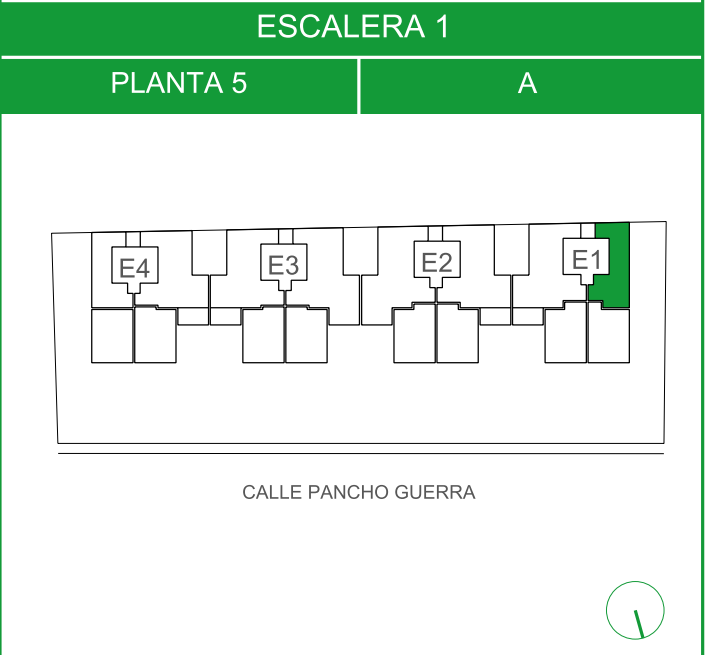 ESCALERA 1
PLANTA 5
A
E4
E3
E2
E1
CALLE PANCHO GUERRA